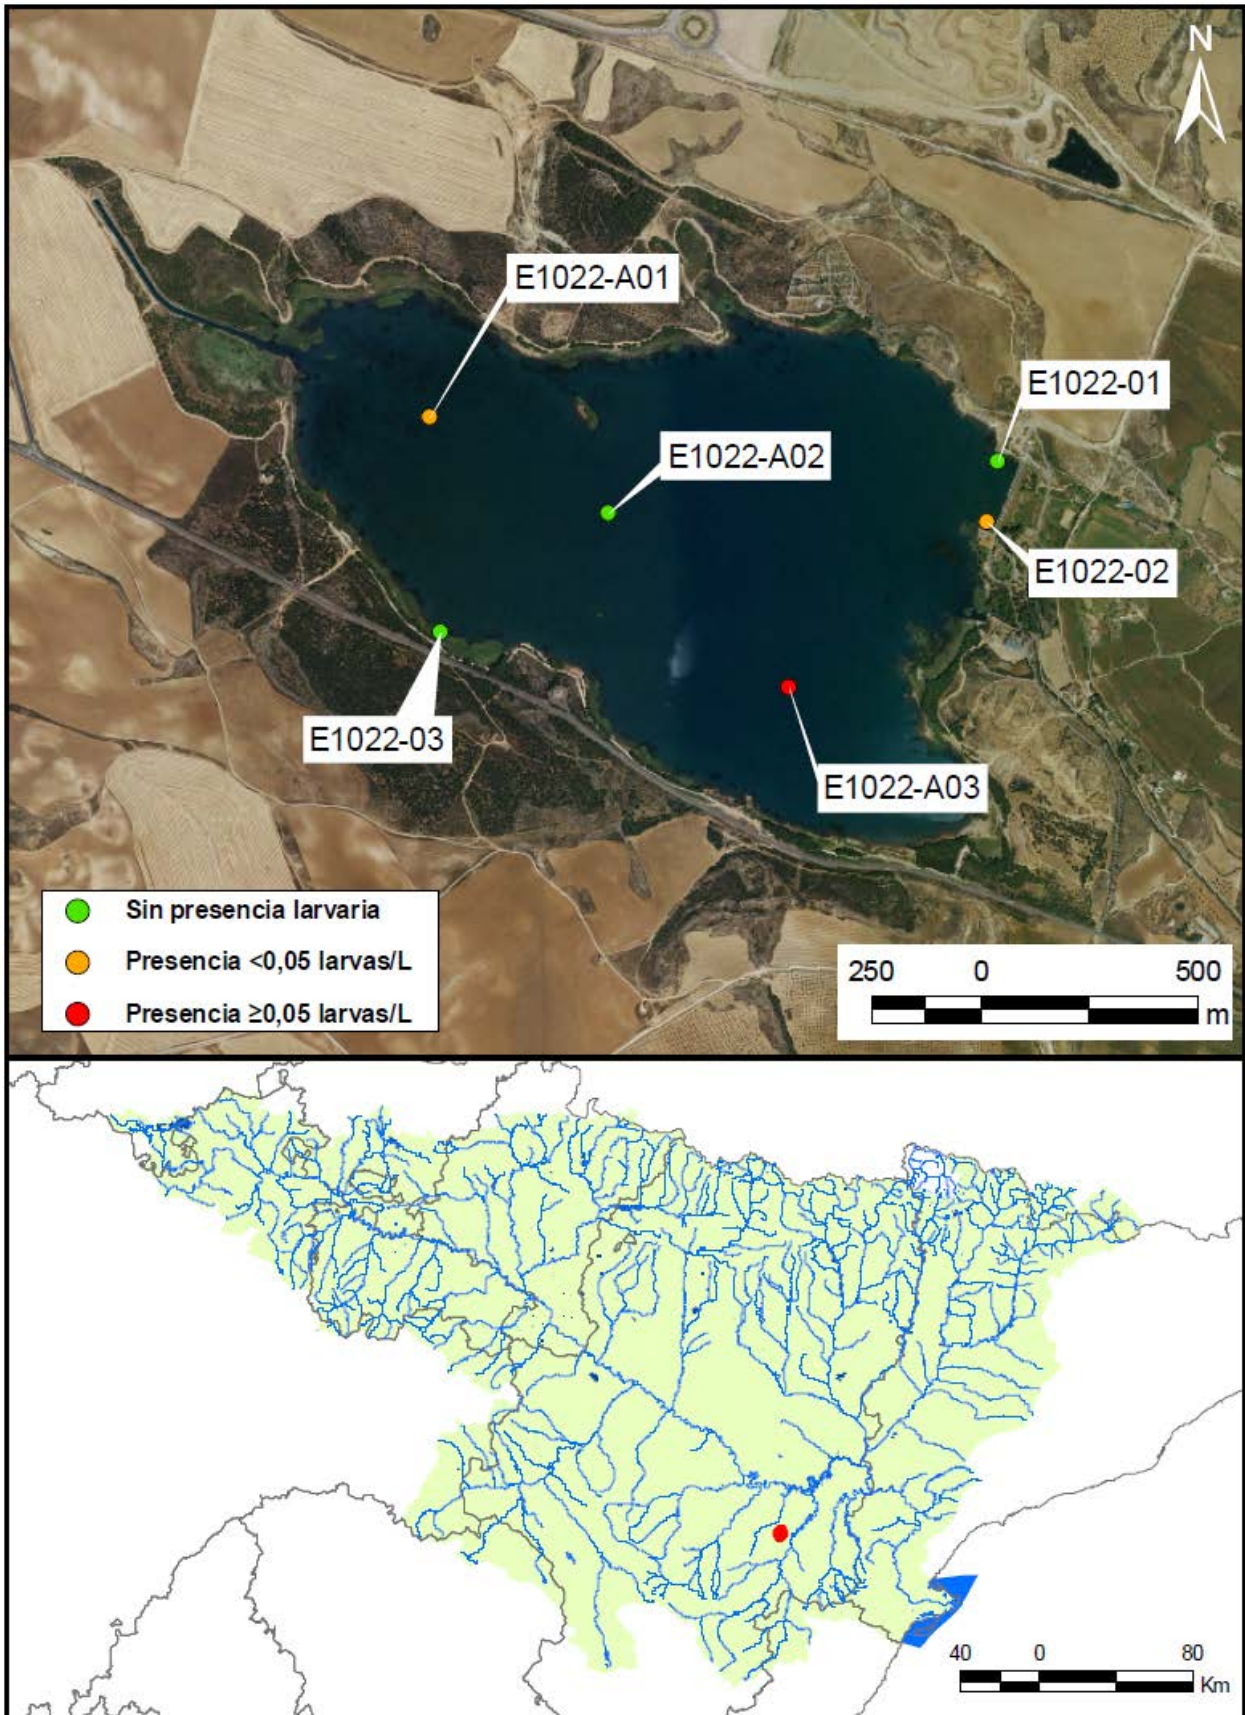 N
E1022-A01
E1022-01
E1022-A02
E1022-02
E1022-03
E1022-A03
Sin presencia larvaria
Presencia <0,05 larvas/L
Presencia ≥0,05 larvas/L
250 0 500
m
40 0 80
Km